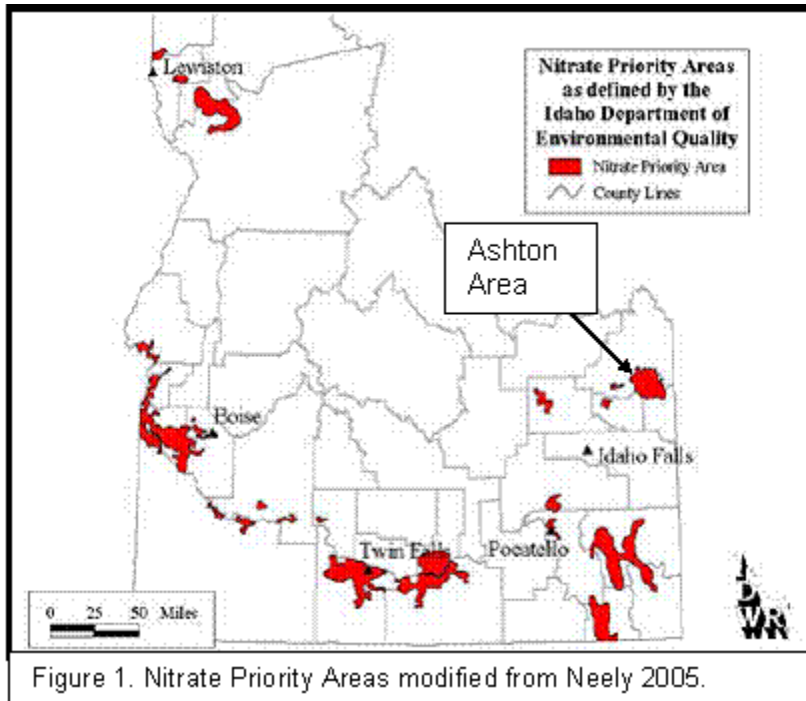 Lewiston
Nitrate Priority Areas
as defined by the
Idaho Department of
Environmental Quality
Nitrate Priority Area
County Lines
Ashton
Area
Boise
Idaho Falls
Twin Falls
Pocatello
0 25 50 Miles
IDWR
Figure 1. Nitrate Priority Areas modified from Neely 2005.